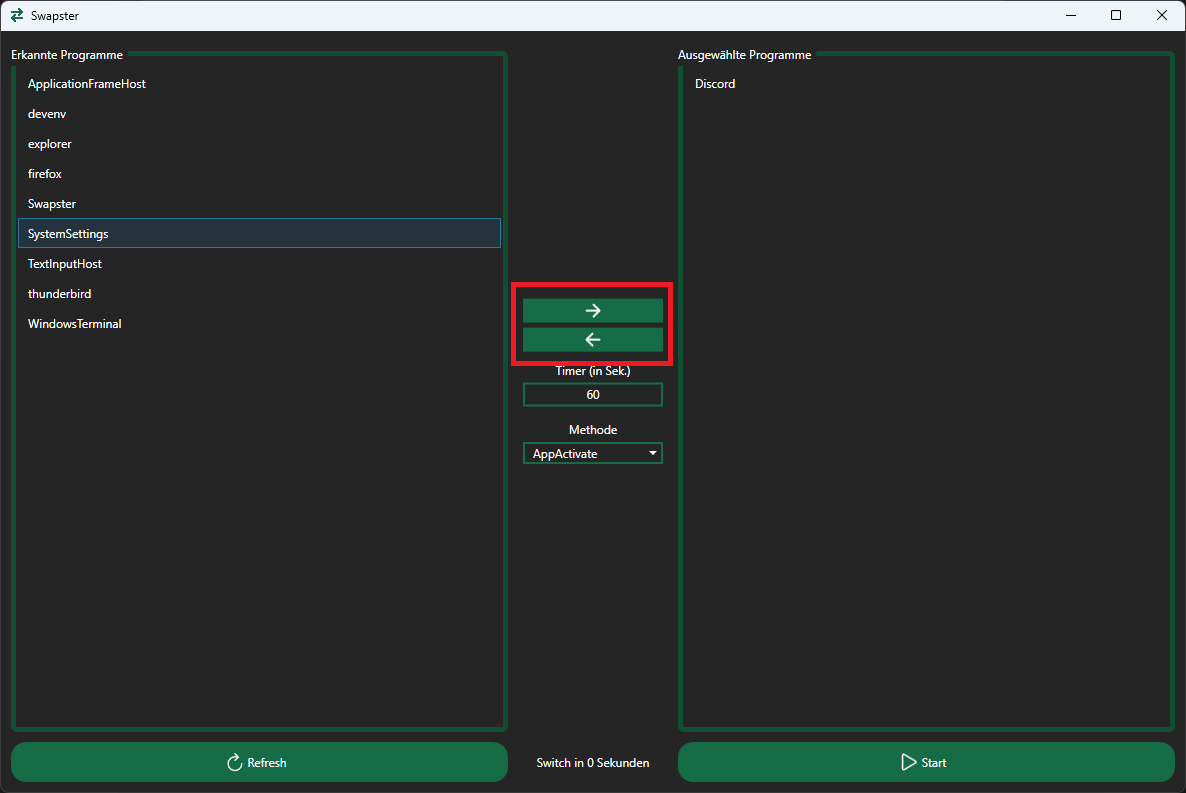 Swapster
Erkannte Programme
ApplicationFrameHost
devenv
explorer
firefox
Swapster
SystemSettings
TextInputHost
thunderbird
WindowsTerminal
Timer (in Sek.)
60
Methode
AppActivate
Ausgewählte Programme
Discord
Refresh
Switch in 0 Sekunden
Start